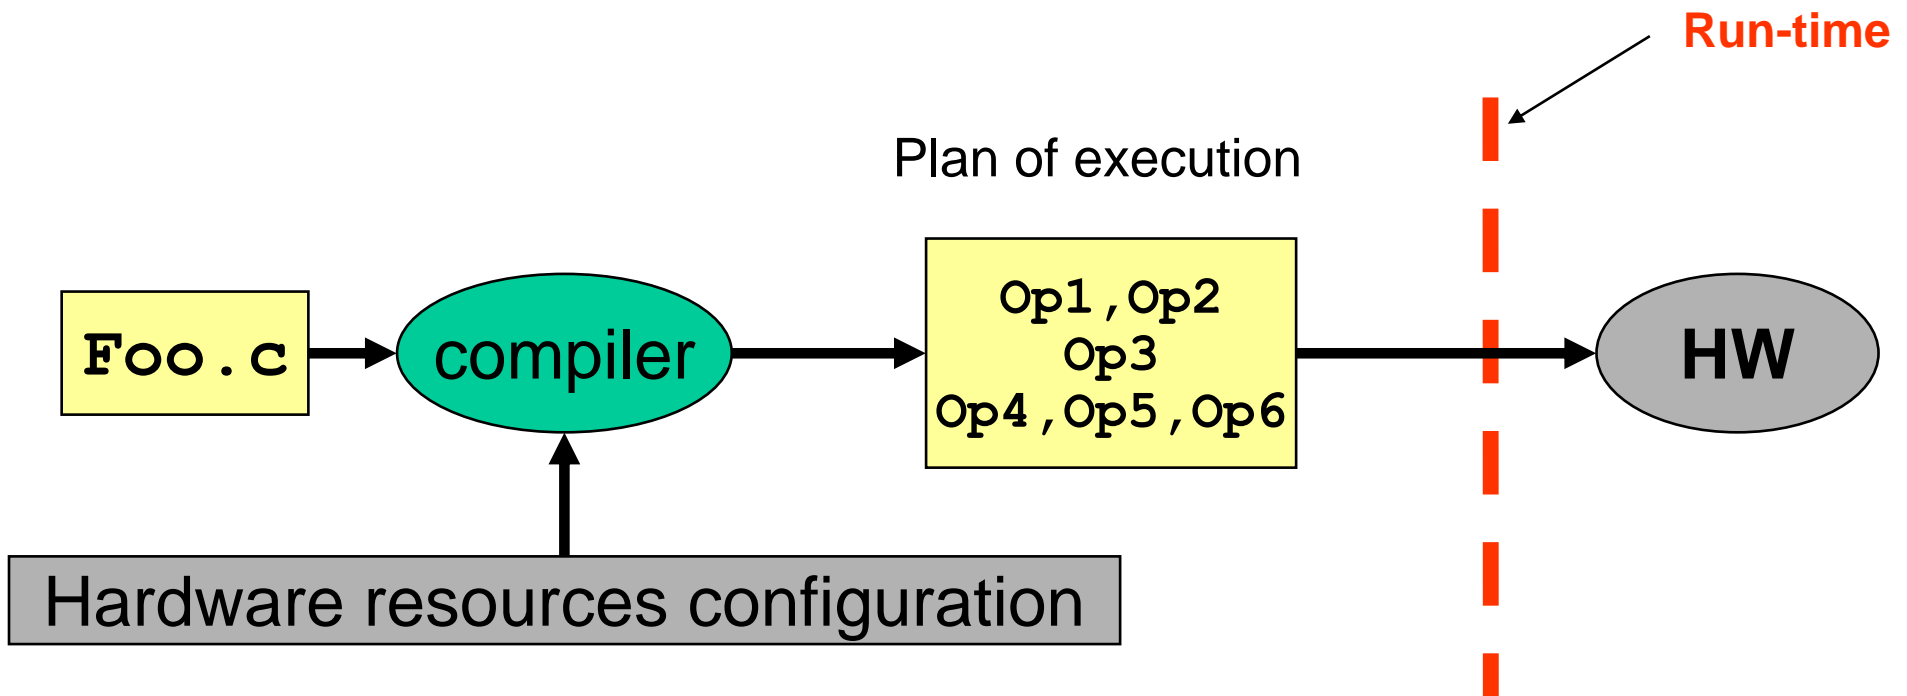 Run-time
Plan of execution
Foo.c
compiler
Op1,Op2
Op3
Op4,Op5,Op6
HW
Hardware resources configuration